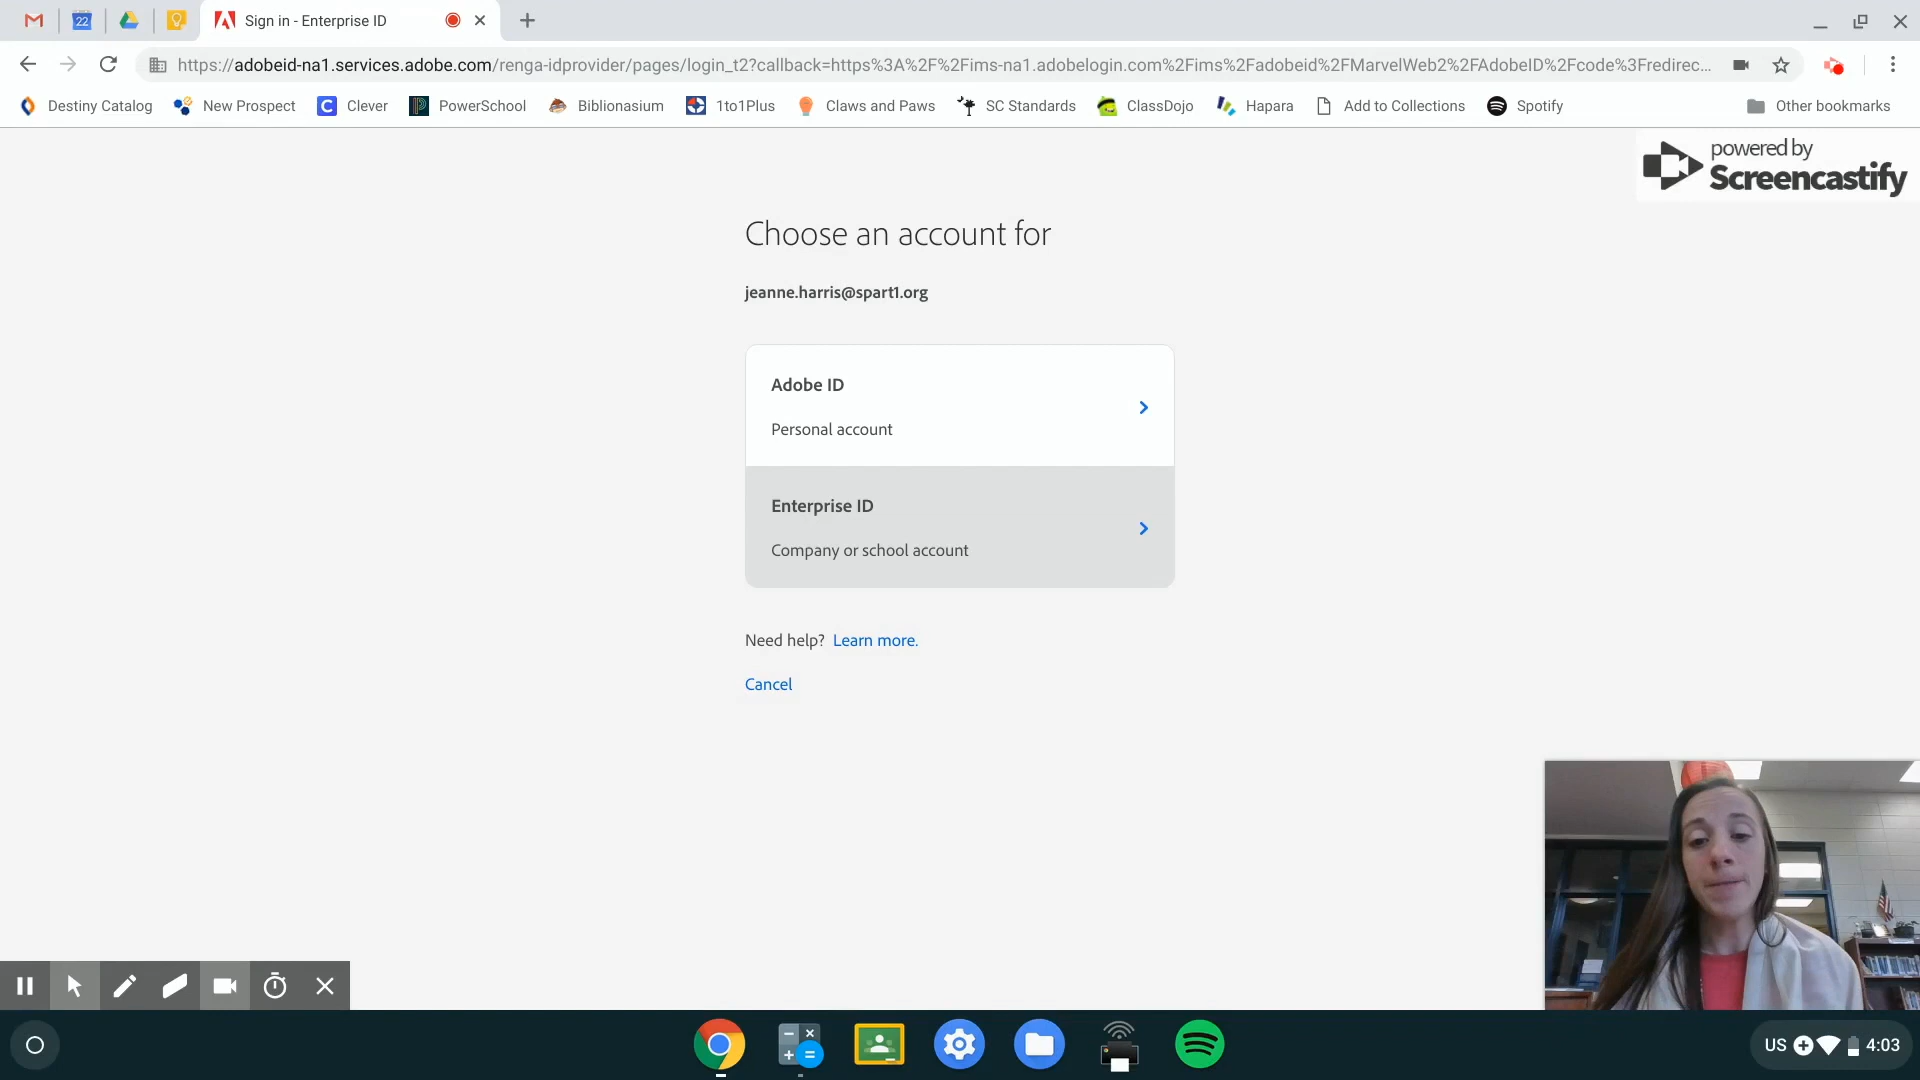 22
Sign in - Enterprise ID
https://adobeid-na1.services.adobe.com/renga-idprovider/pages/login_t2?callback=https%3A%2F%2Fims-na1.adobelogin.com%2Fims%2Fadobeid%2FMarvelWeb2%2FAdobeID%2Fcode%3Fredirec...
Destiny Catalog
New Prospect
C Clever
PowerSchool
Biblionasium
1to1Plus
Claws and Paws
SC Standards
ClassDojo
Hapara
Add to Collections
Spotify
Other bookmarks
powered by
Screencastify
Choose an account for
jeanne.harris@spart1.org
Adobe ID
Personal account
Enterprise ID
Company or school account
Need help? Learn more.
Cancel
US 4:03